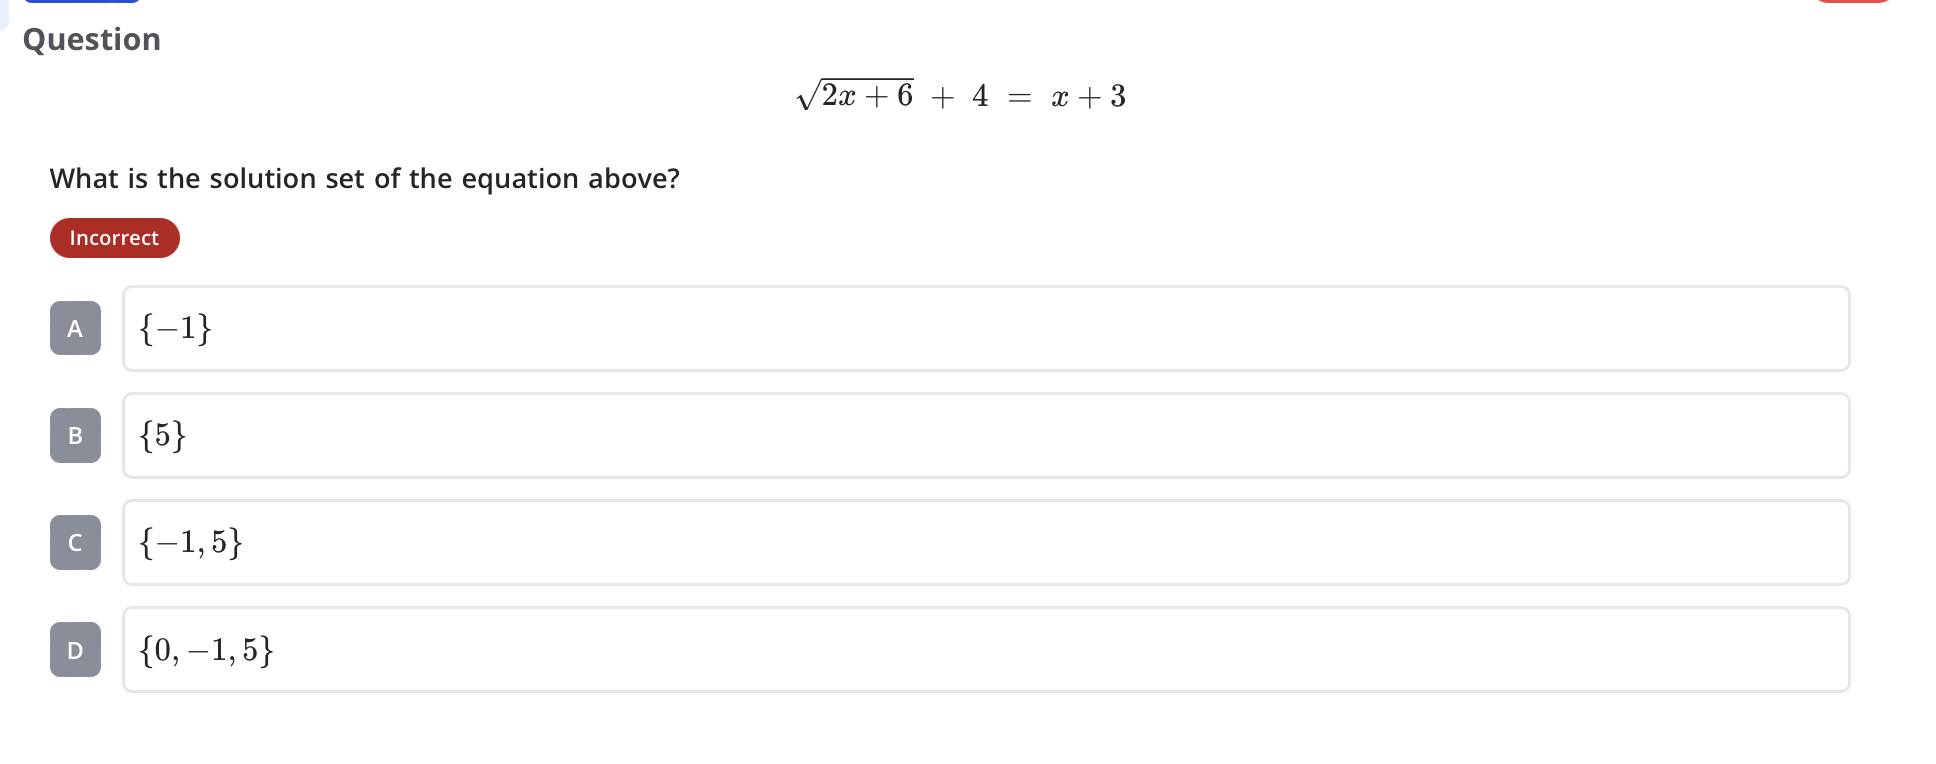 Question
√2x + 6 + 4 = x + 3
What is the solution set of the equation above?
Incorrect
A {−1}
B {5}
C {−1, 5}
D {0, −1, 5}